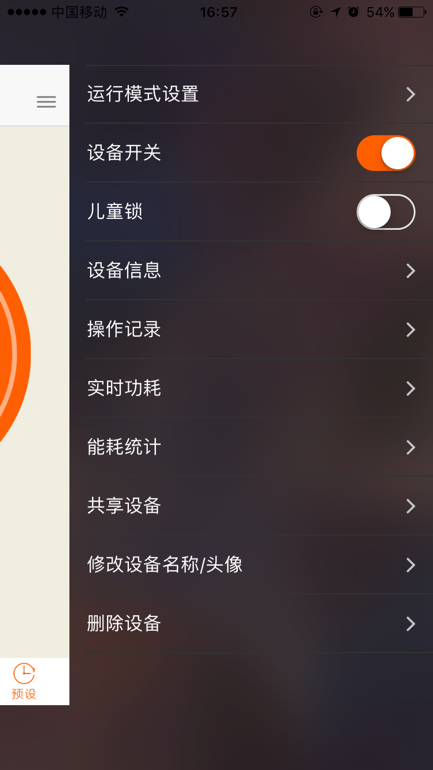 中国移动 16:57 54%
运行模式设置
设备开关
儿童锁
设备信息
操作记录
实时功耗
能耗统计
共享设备
修改设备名称/头像
删除设备
预设